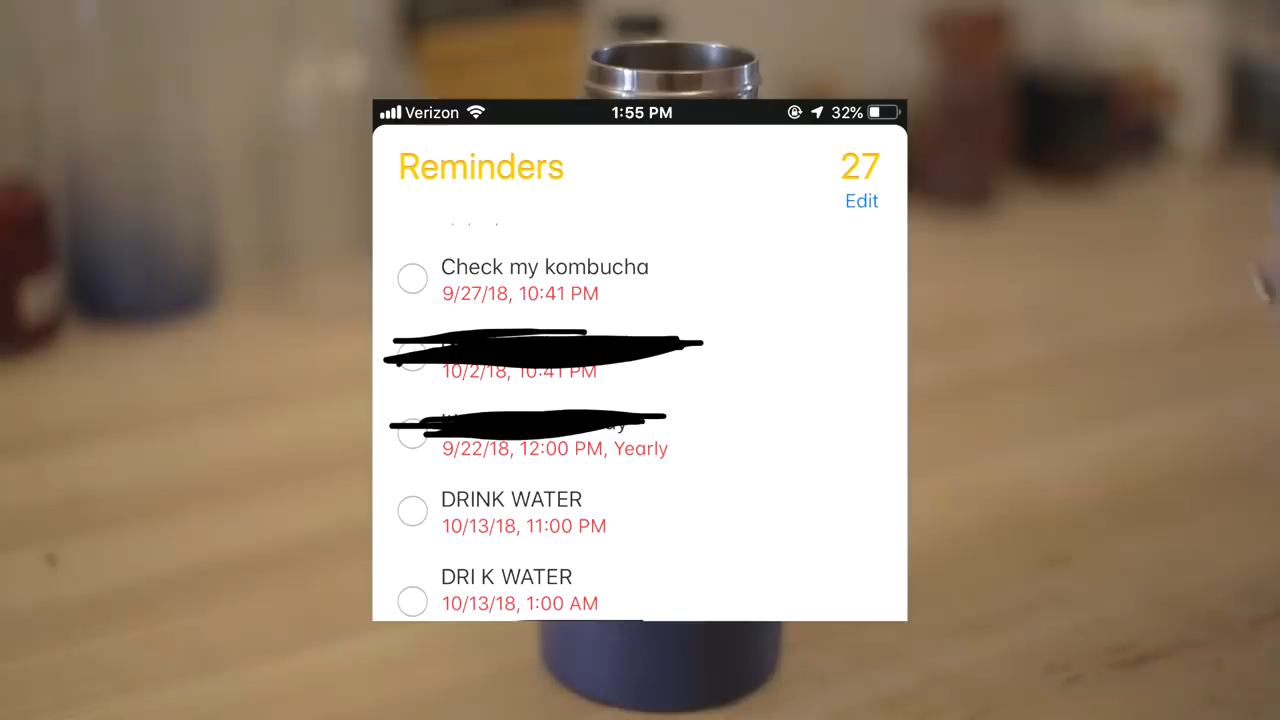 Verizon 1:55 PM 32%
Reminders 27
Edit
Check my kombucha
9/27/18, 10:41 PM
10/2/18, 10:41 PM
9/22/18, 12:00 PM, Yearly
DRINK WATER
10/13/18, 11:00 PM
DRI K WATER
10/13/18, 1:00 AM